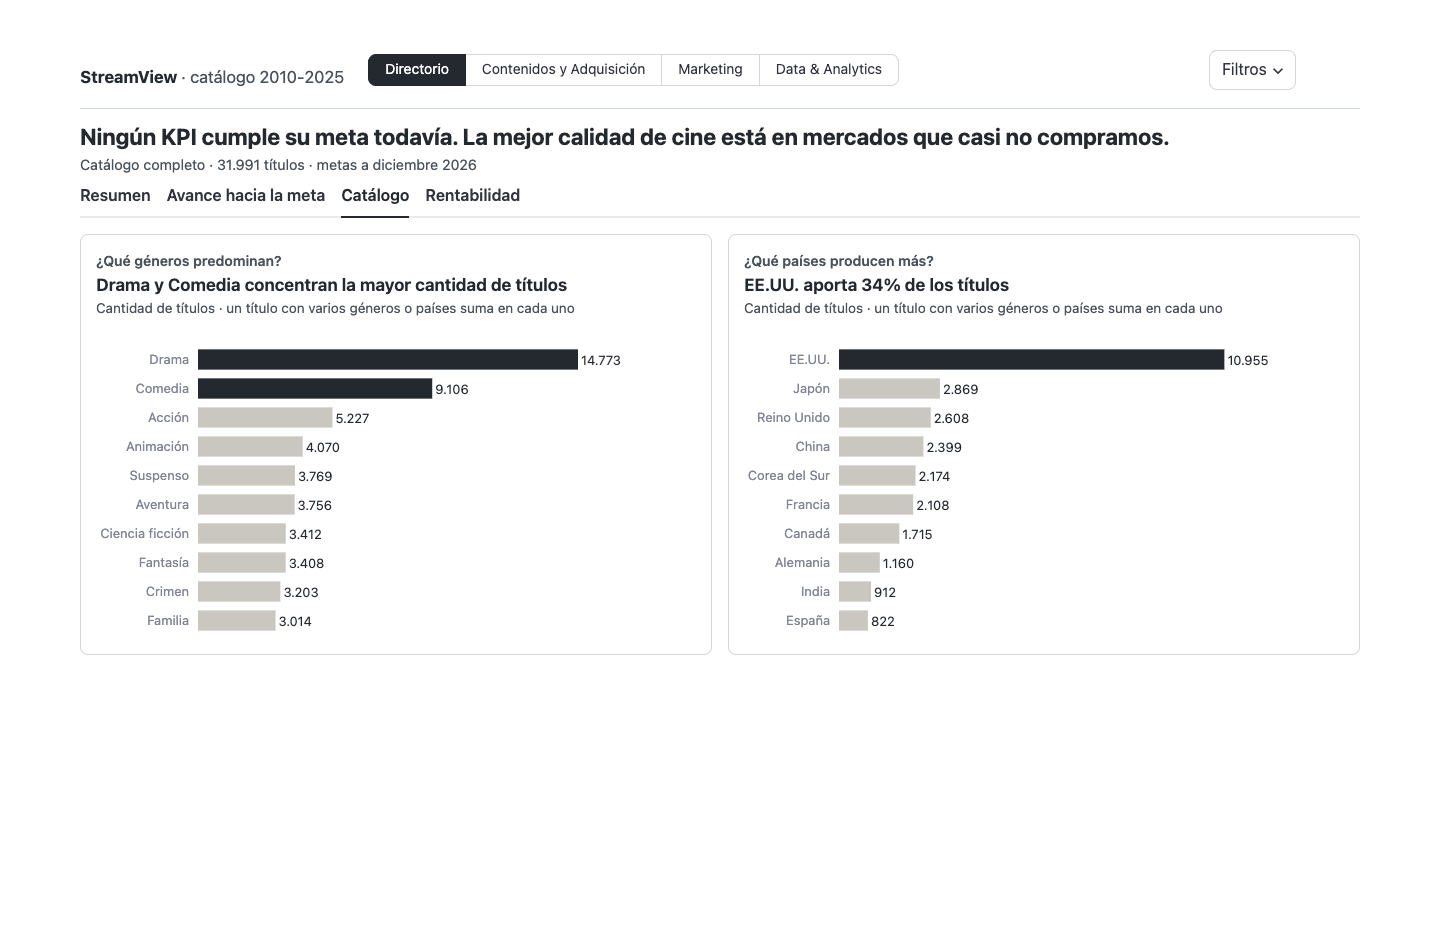 StreamView · catálogo 2010-2025
Directorio
Contenidos y Adquisición
Marketing
Data & Analytics
Filtros
Ningún KPI cumple su meta todavía. La mejor calidad de cine está en mercados que casi no compramos.
Catálogo completo · 31.991 títulos · metas a diciembre 2026
Resumen
Avance hacia la meta
Catálogo
Rentabilidad
¿Qué géneros predominan?
Drama y Comedia concentran la mayor cantidad de títulos
Cantidad de títulos · un título con varios géneros o países suma en cada uno
Drama 14.773
Comedia 9.106
Acción 5.227
Animación 4.070
Suspenso 3.769
Aventura 3.756
Ciencia ficción 3.412
Fantasía 3.408
Crimen 3.203
Familia 3.014
¿Qué países producen más?
EE.UU. aporta 34% de los títulos
Cantidad de títulos · un título con varios géneros o países suma en cada uno
EE.UU. 10.955
Japón 2.869
Reino Unido 2.608
China 2.399
Corea del Sur 2.174
Francia 2.108
Canadá 1.715
Alemania 1.160
India 912
España 822